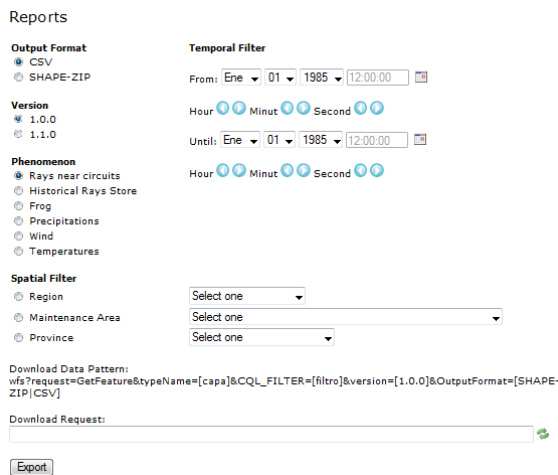 Reports
Output Format
CSV
SHAPE-ZIP
Version
1.0.0
1.1.0
Phenomenon
Rays near circuits
Historical Rays Store
Frog
Precipitations
Wind
Temperatures
Temporal Filter
From: Ene 01 1985 12:00:00
Hour Minut Second
Until: Ene 01 1985 12:00:00
Hour Minut Second
Spatial Filter
Region Select one
Maintenance Area Select one
Province Select one
Download Data Pattern:
wfs?request=GetFeature&typeName=[capa]&CQL_FILTER=[filtro]&version=[1.0.0]&OutputFormat=[SHAPE-
ZIP|CSV]
Download Request:
Export